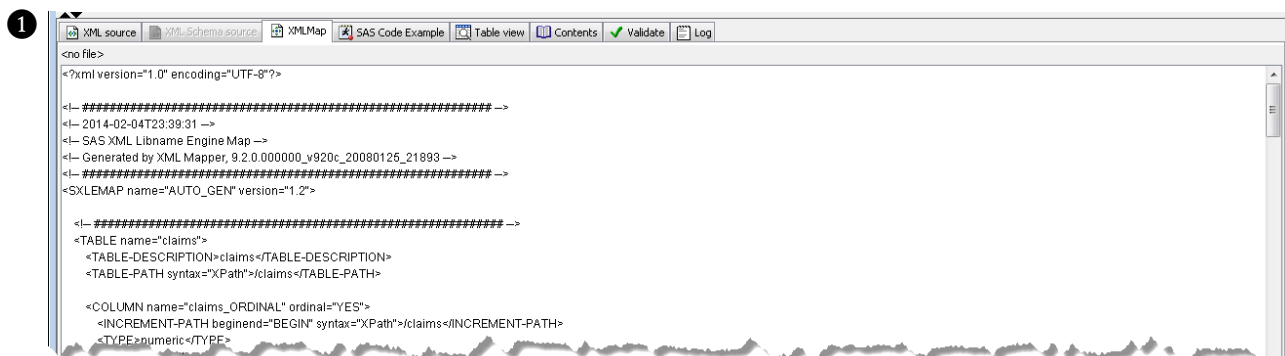 1
XML source XML Schema source XMLMap SAS Code Example Table view Contents Validate Log
<no file>
<?xml version="1.0" encoding="UTF-8"?>
<!-- ############################################################ -->
<!-- 2014-02-04T23:39:31 -->
<!-- SAS XML Libname Engine Map -->
<!-- Generated by XML Mapper, 9.2.0.000000_v920c_20080125_21893 -->
<!-- ############################################################ -->
<SXLEMAP name="AUTO_GEN" version="1.2">
<!-- ############################################################ -->
<TABLE name="claims">
<TABLE-DESCRIPTION>claims</TABLE-DESCRIPTION>
<TABLE-PATH syntax="XPath">/claims</TABLE-PATH>
<COLUMN name="claims_ORDINAL" ordinal="YES">
<INCREMENT-PATH beginend="BEGIN" syntax="XPath">/claims</INCREMENT-PATH>
<TYPE>numeric</TYPE>